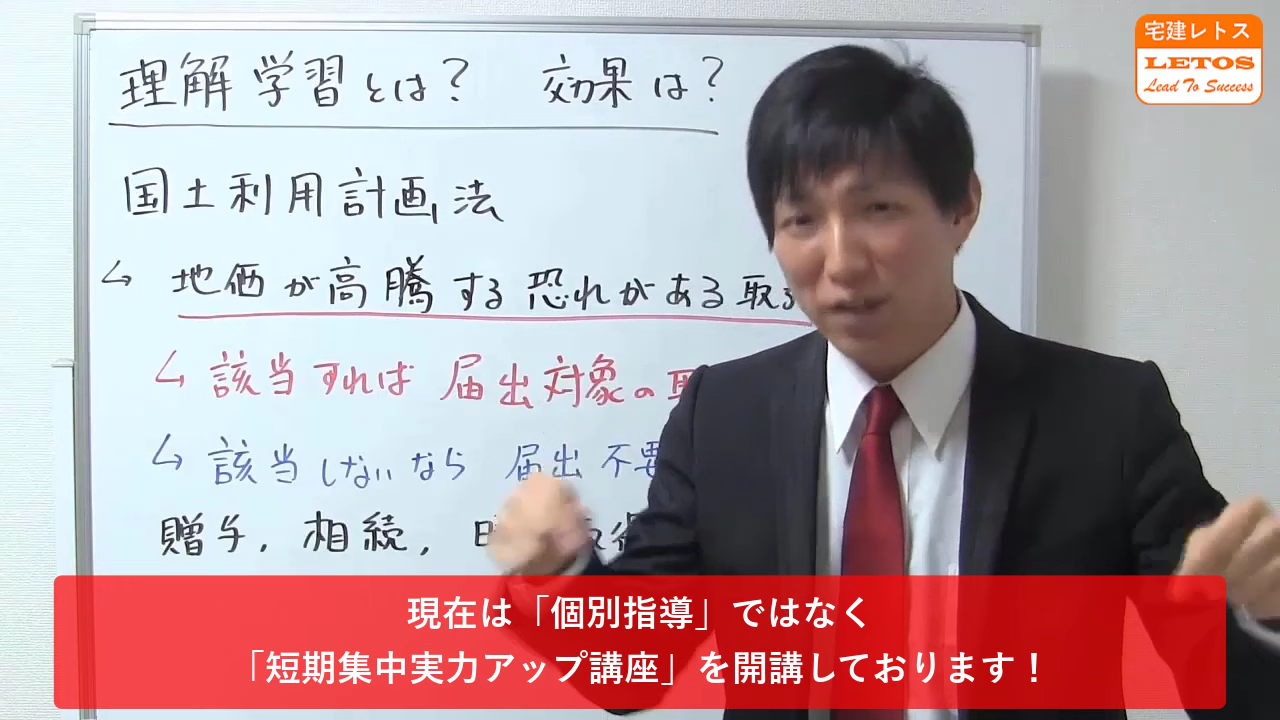 宅建レトス
LETOS
Lead To Success
理解学習とは? 効果は?
国土利用計画法
↳ 地価が高騰する恐れがある取
↳ 該当すれば 届出対象の
↳ 該当しないなら 届出不要
贈与, 相続,
現在は「個別指導」ではなく
「短期集中実力アップ講座」を開講しております!